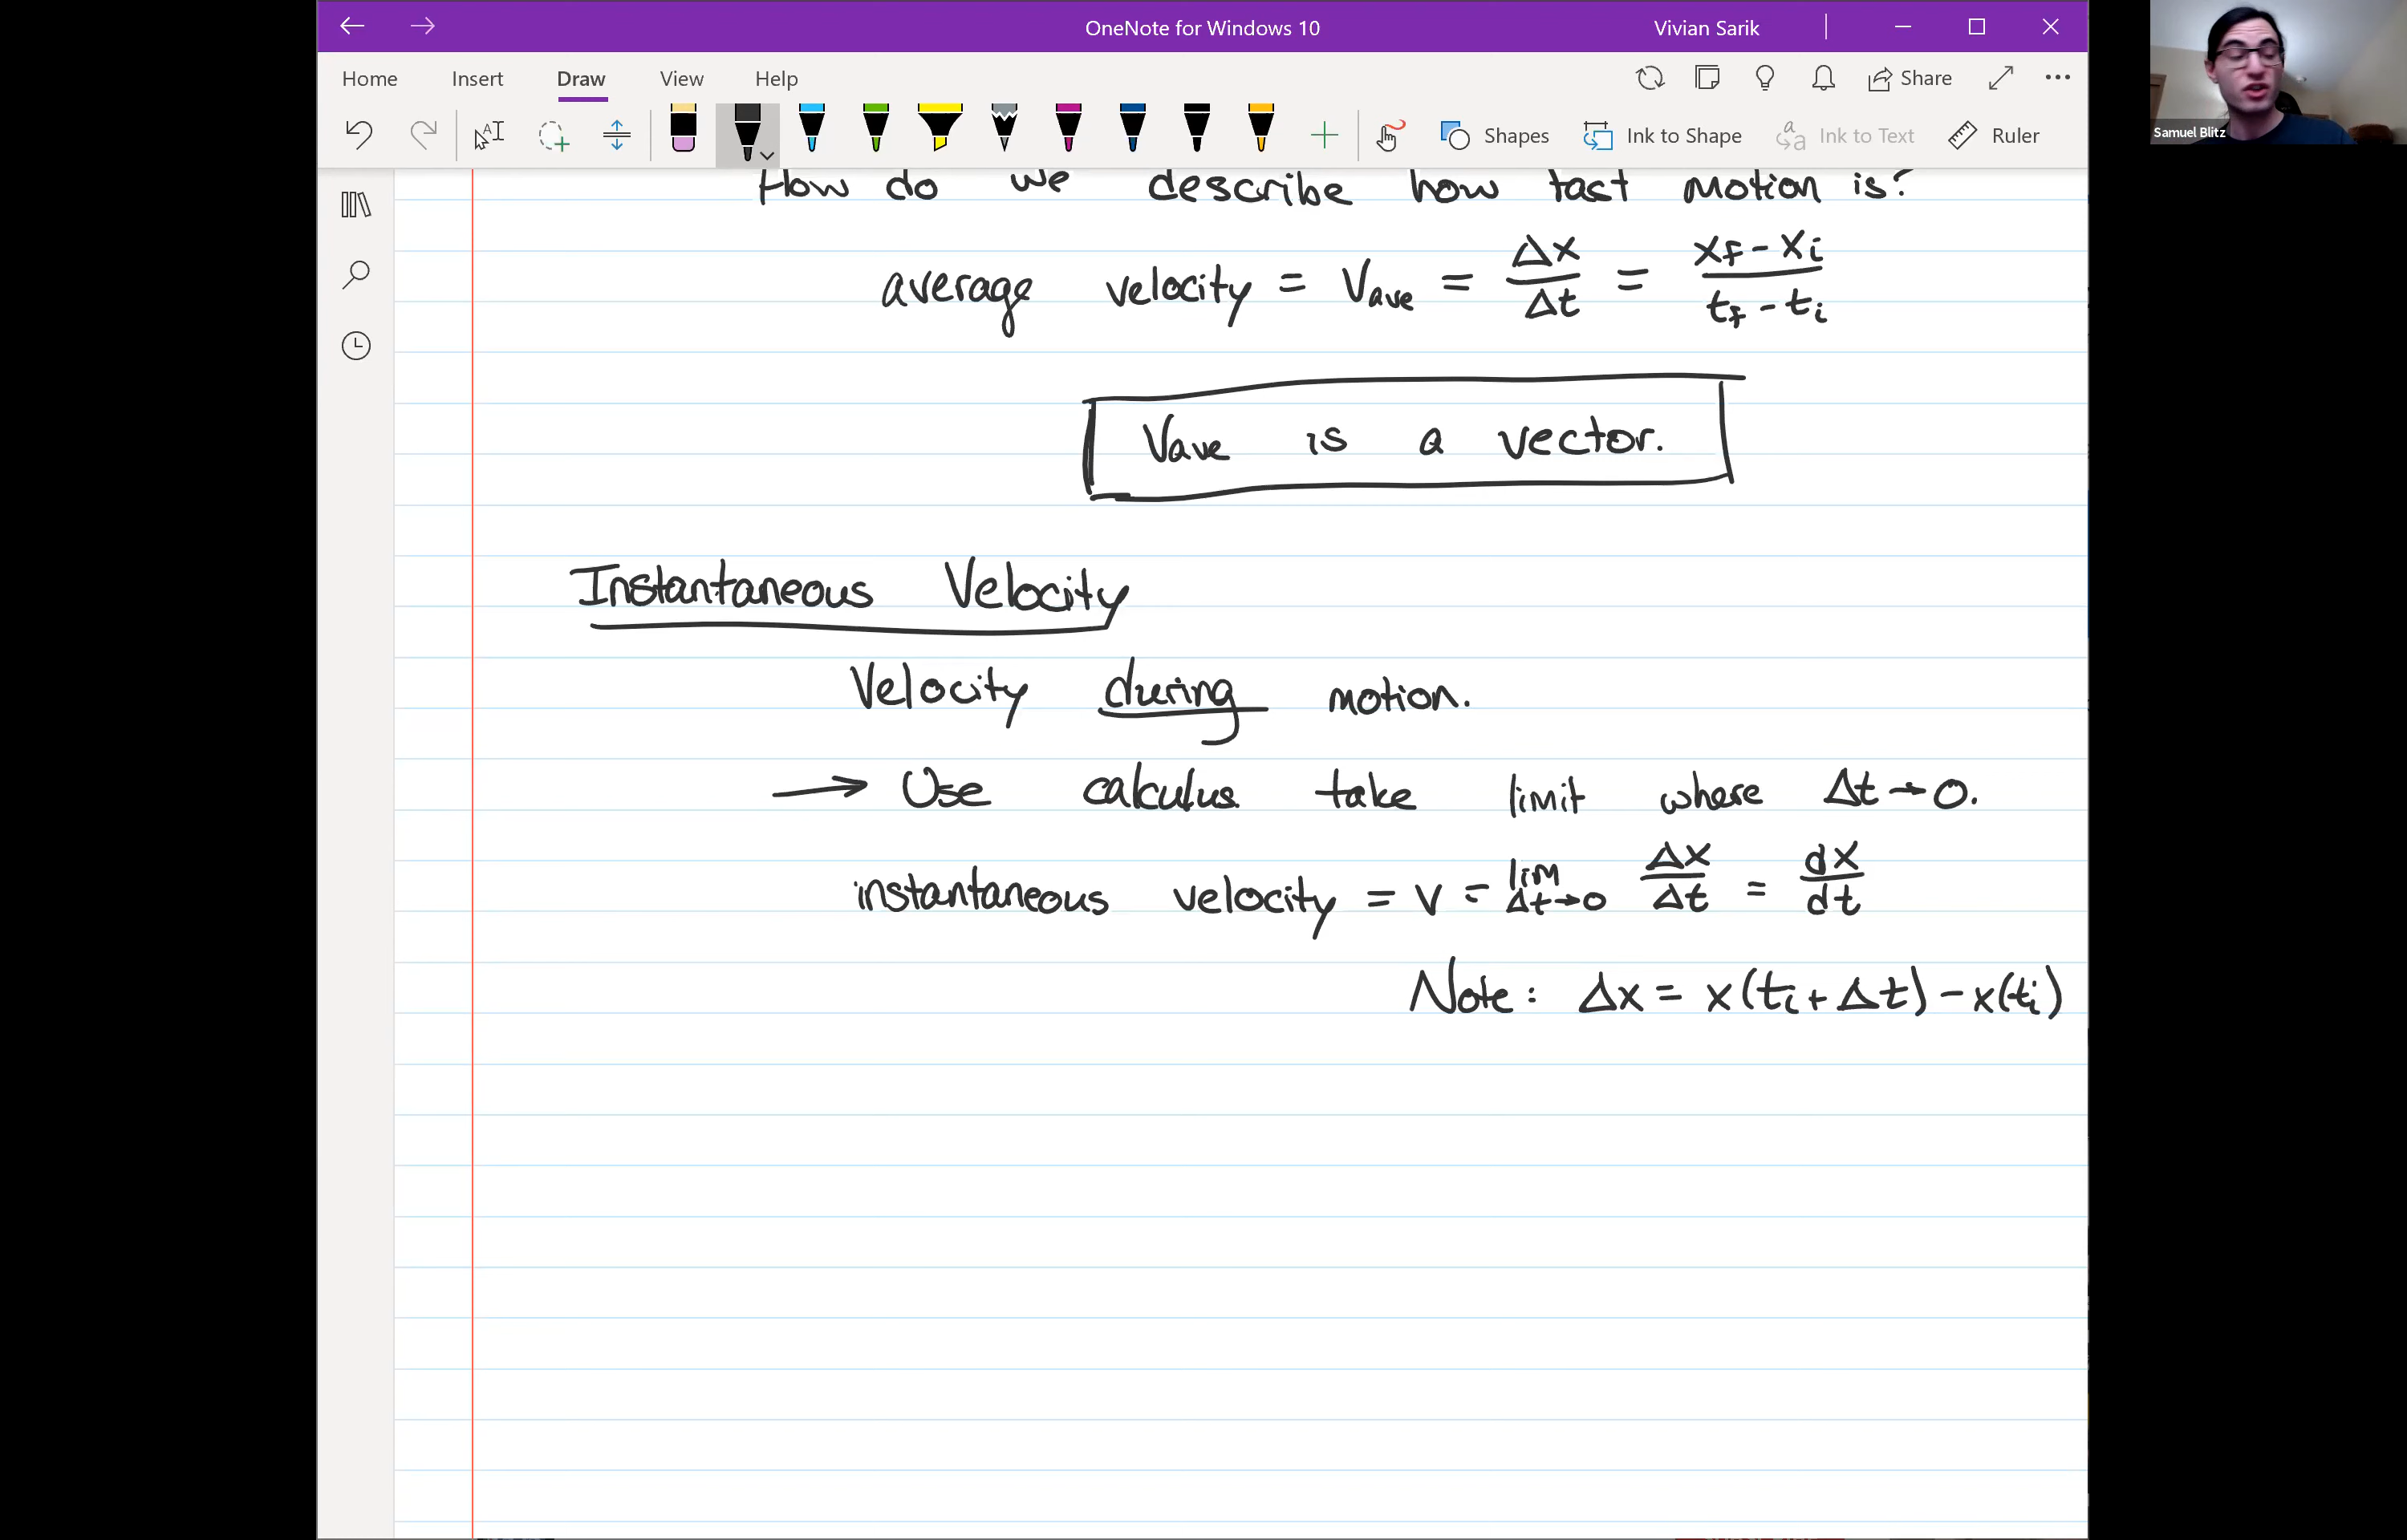 OneNote for Windows 10
Vivian Sarik
Home Insert Draw View Help
Share
Shapes Ink to Shape Ink to Text Ruler
Samuel Blitz
How do we describe how fast motion is?
average velocity = Vave = Δx/Δt = (xf - xi)/(tf - ti)
Vave is a vector.
Instantaneous Velocity
Velocity during motion.
→ Use calculus take limit where Δt → 0.
instantaneous velocity = v = lim Δt→0 Δx/Δt = dx/dt
Note: Δx = x(ti + Δt) - x(ti)